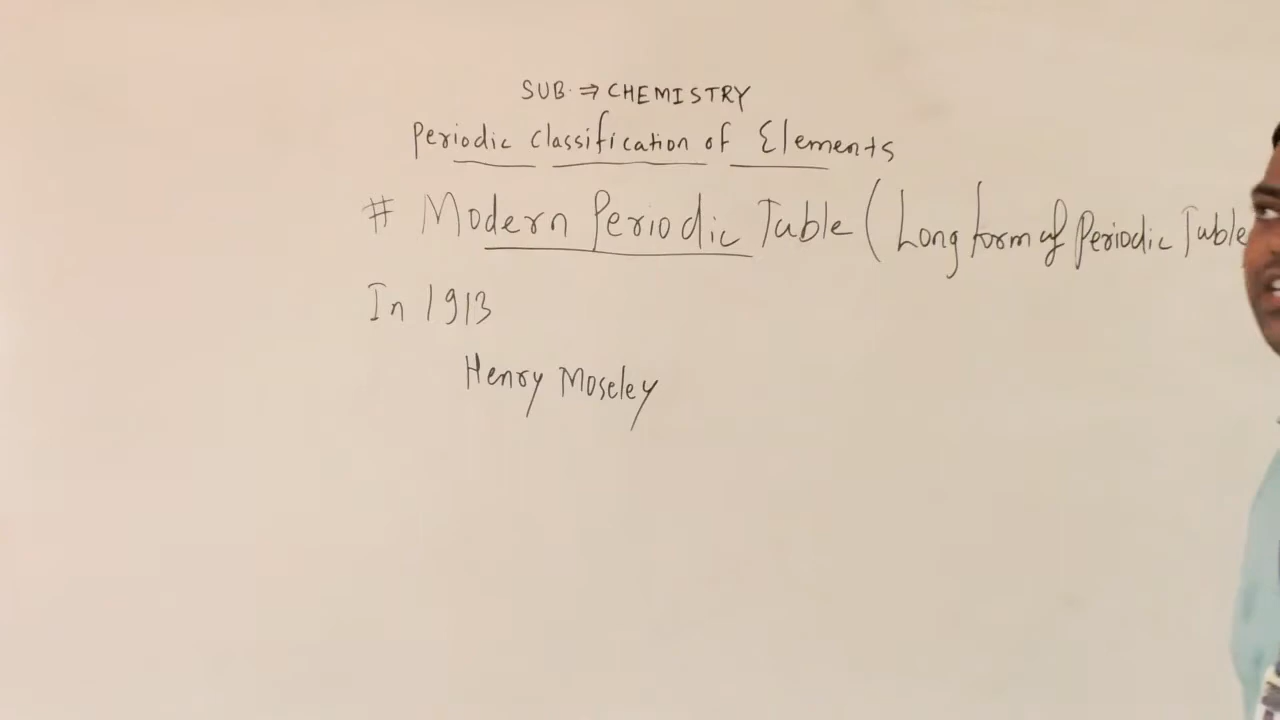 SUB. ⇒ CHEMISTRY
Periodic classification of Elements
# Modern Periodic Table (Long form of Periodic Table
In 1913
Henry Moseley